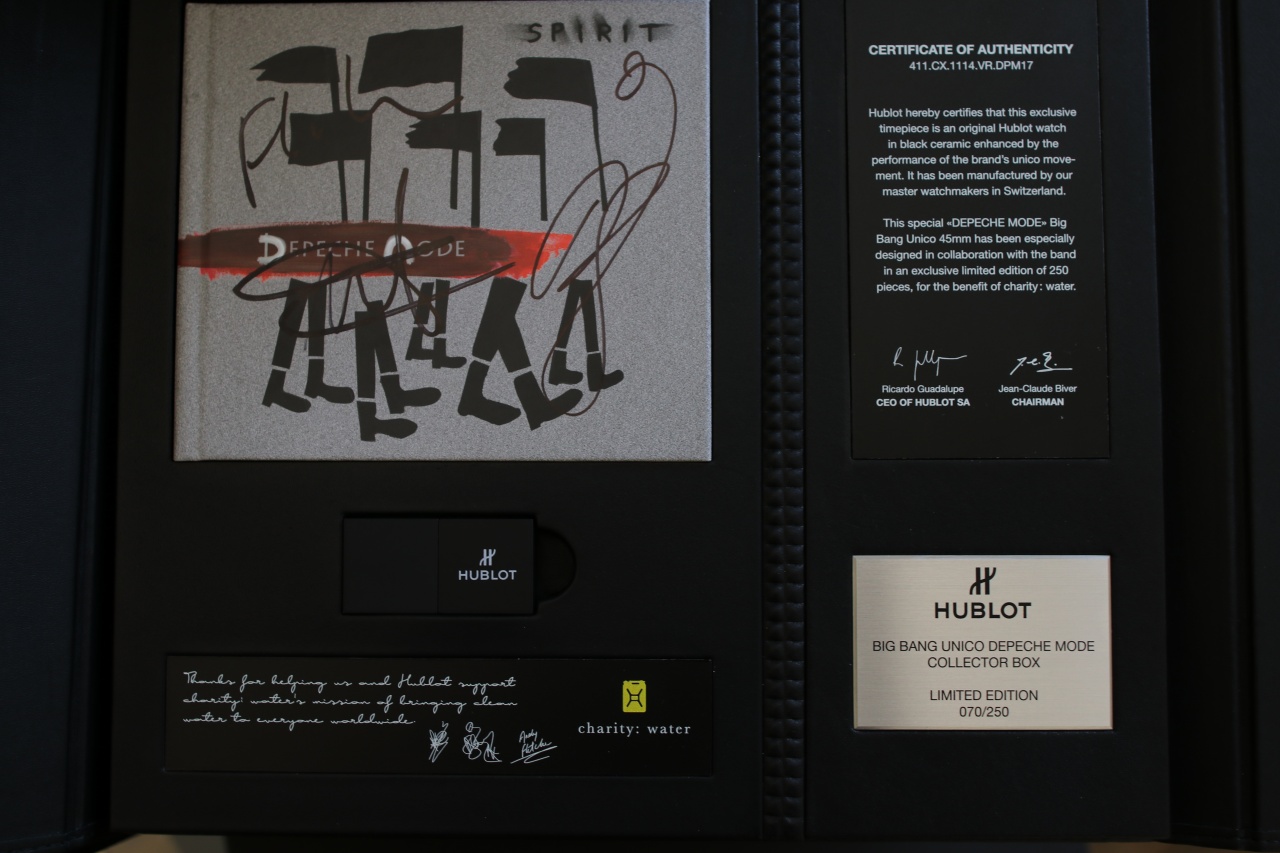 SPIRIT
DEPECHE MODE
HUBLOT
Thanks for helping us and Hublot support
charity: water's mission of bringing clean
water to everyone worldwide.
Andy
Fletcher
charity: water
CERTIFICATE OF AUTHENTICITY
411.CX.1114.VR.DPM17
Hublot hereby certifies that this exclusive
timepiece is an original Hublot watch
in black ceramic enhanced by the
performance of the brand's unico move-
ment. It has been manufactured by our
master watchmakers in Switzerland.
This special «DEPECHE MODE» Big
Bang Unico 45mm has been especially
designed in collaboration with the band
in an exclusive limited edition of 250
pieces, for the benefit of charity: water.
Ricardo Guadalupe
CEO OF HUBLOT SA
Jean-Claude Biver
CHAIRMAN
HUBLOT
BIG BANG UNICO DEPECHE MODE
COLLECTOR BOX
LIMITED EDITION
070/250